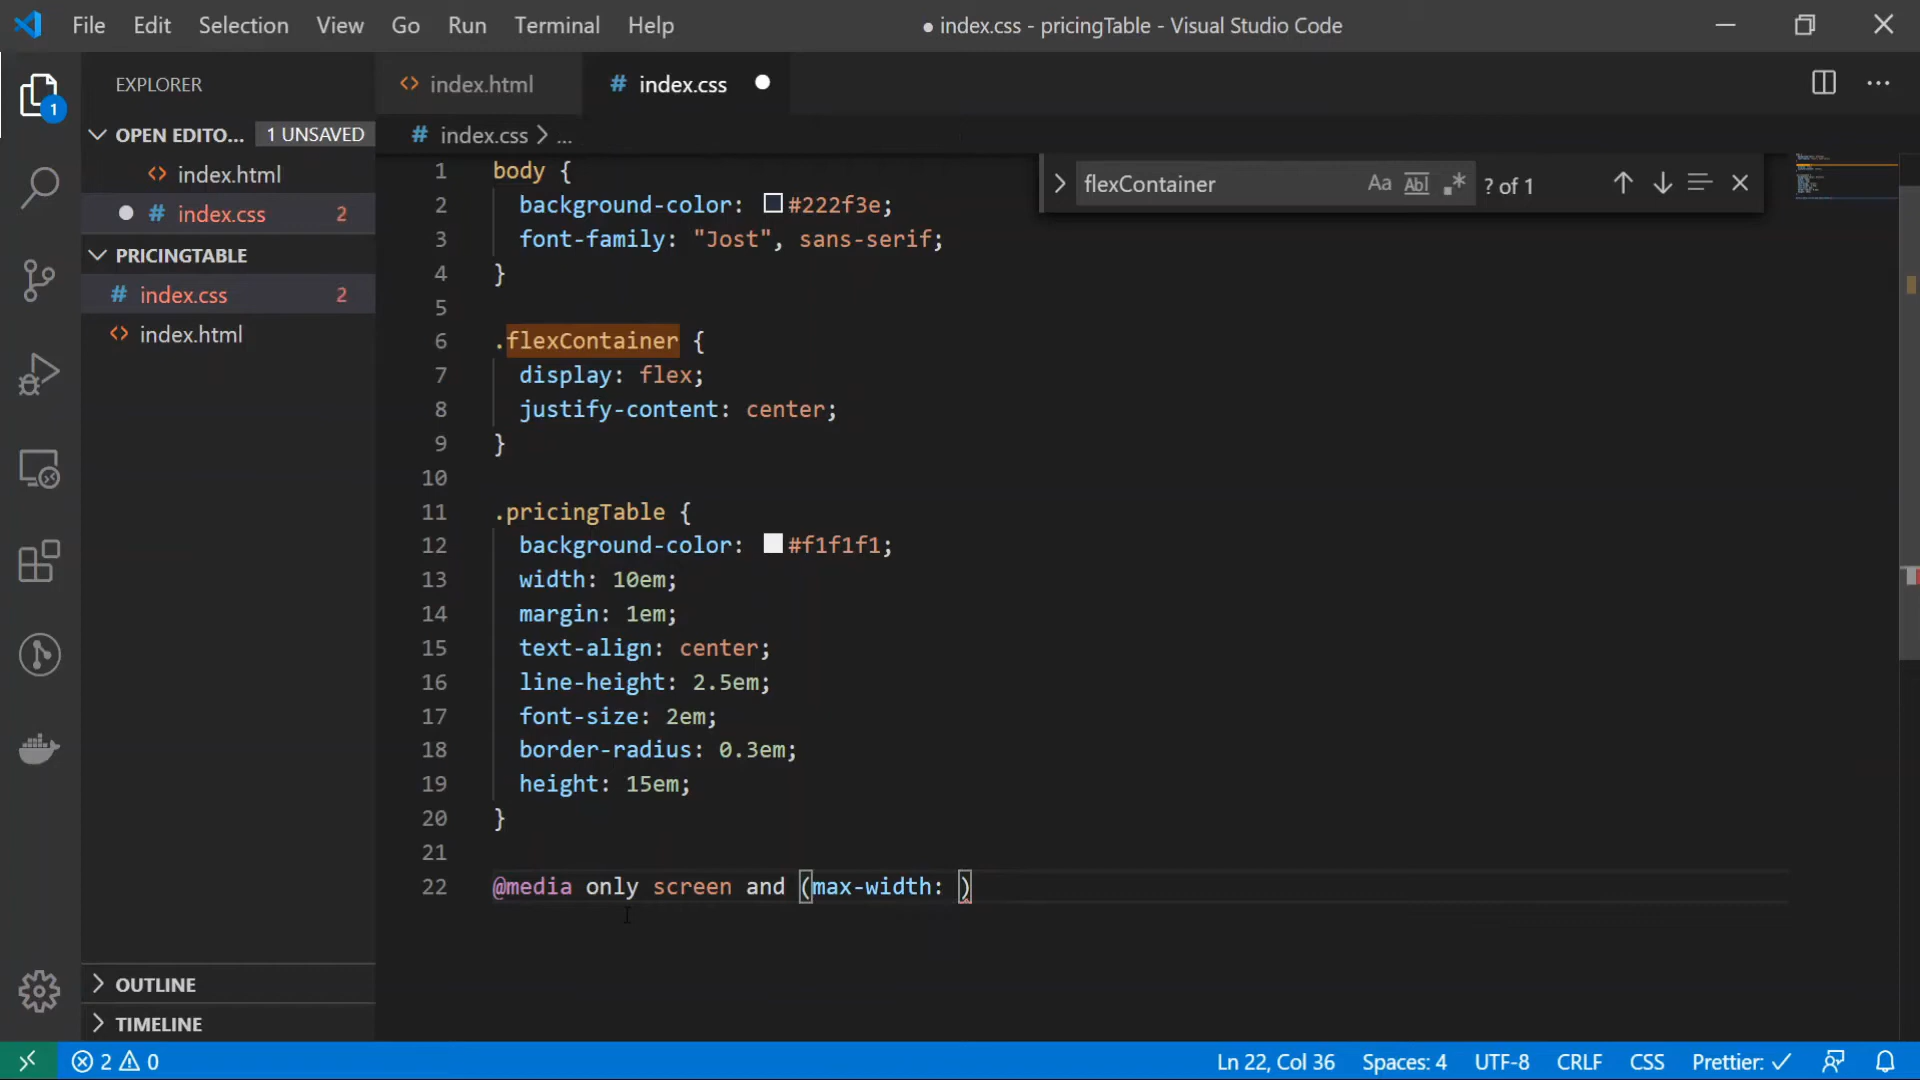 File Edit Selection View Go Run Terminal Help
● index.css - pricingTable - Visual Studio Code
EXPLORER
OPEN EDITO... 1 UNSAVED
<> index.html
● # index.css 2
PRICINGTABLE
# index.css 2
<> index.html
OUTLINE
TIMELINE
1
<> index.html
# index.css ●
# index.css > ...
> flexContainer Aa Abl .* ? of 1
1 body {
2 background-color: #222f3e;
3 font-family: "Jost", sans-serif;
4 }
5
6 .flexContainer {
7 display: flex;
8 justify-content: center;
9 }
10
11 .pricingTable {
12 background-color: #f1f1f1;
13 width: 10em;
14 margin: 1em;
15 text-align: center;
16 line-height: 2.5em;
17 font-size: 2em;
18 border-radius: 0.3em;
19 height: 15em;
20 }
21
22 @media only screen and (max-width: )
2 0 Ln 22, Col 36 Spaces: 4 UTF-8 CRLF CSS Prettier: ✓